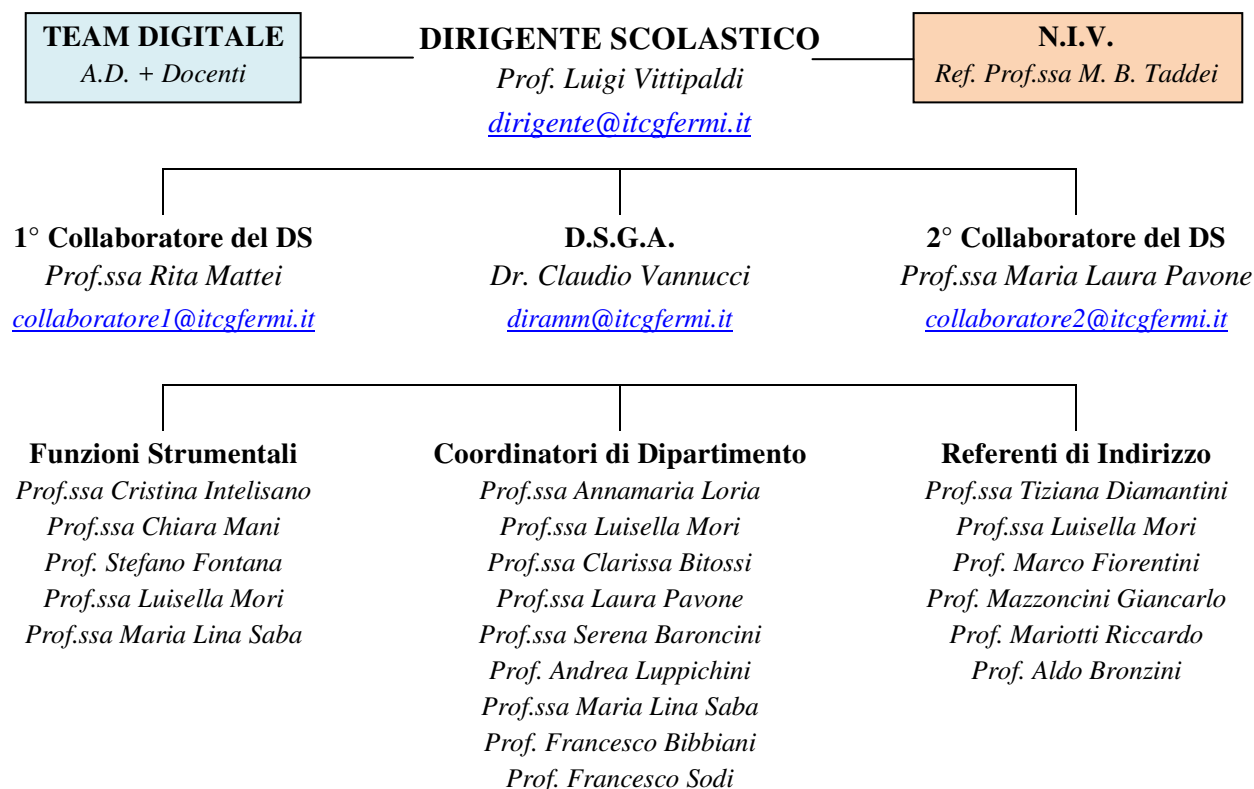 TEAM DIGITALE
A.D. + Docenti
DIRIGENTE SCOLASTICO
Prof. Luigi Vittipaldi
dirigente@itcgfermi.it
N.I.V.
Ref. Prof.ssa M. B. Taddei
1° Collaboratore del DS
Prof.ssa Rita Mattei
collaboratore1@itcgfermi.it
D.S.G.A.
Dr. Claudio Vannucci
diramm@itcgfermi.it
2° Collaboratore del DS
Prof.ssa Maria Laura Pavone
collaboratore2@itcgfermi.it
Funzioni Strumentali
Prof.ssa Cristina Intelisano
Prof.ssa Chiara Mani
Prof. Stefano Fontana
Prof.ssa Luisella Mori
Prof.ssa Maria Lina Saba
Coordinatori di Dipartimento
Prof.ssa Annamaria Loria
Prof.ssa Luisella Mori
Prof.ssa Clarissa Bitossi
Prof.ssa Laura Pavone
Prof.ssa Serena Baroncini
Prof. Andrea Luppichini
Prof.ssa Maria Lina Saba
Prof. Francesco Bibbiani
Prof. Francesco Sodi
Referenti di Indirizzo
Prof.ssa Tiziana Diamantini
Prof.ssa Luisella Mori
Prof. Marco Fiorentini
Prof. Mazzoncini Giancarlo
Prof. Mariotti Riccardo
Prof. Aldo Bronzini